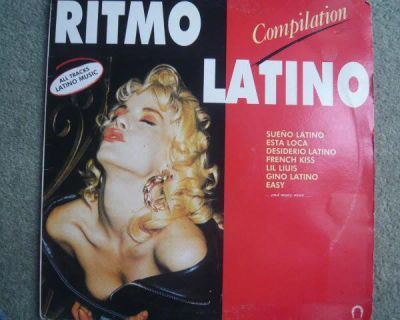 RITMO
Compilation
LATINO
ALL TRACKS
LATINO MUSIC
SUEÑO LATINO
ESTA LOCA
DESIDERIO LATINO
FRENCH KISS
LIL LIUIS
GINO LATINO
EASY
...and many more...